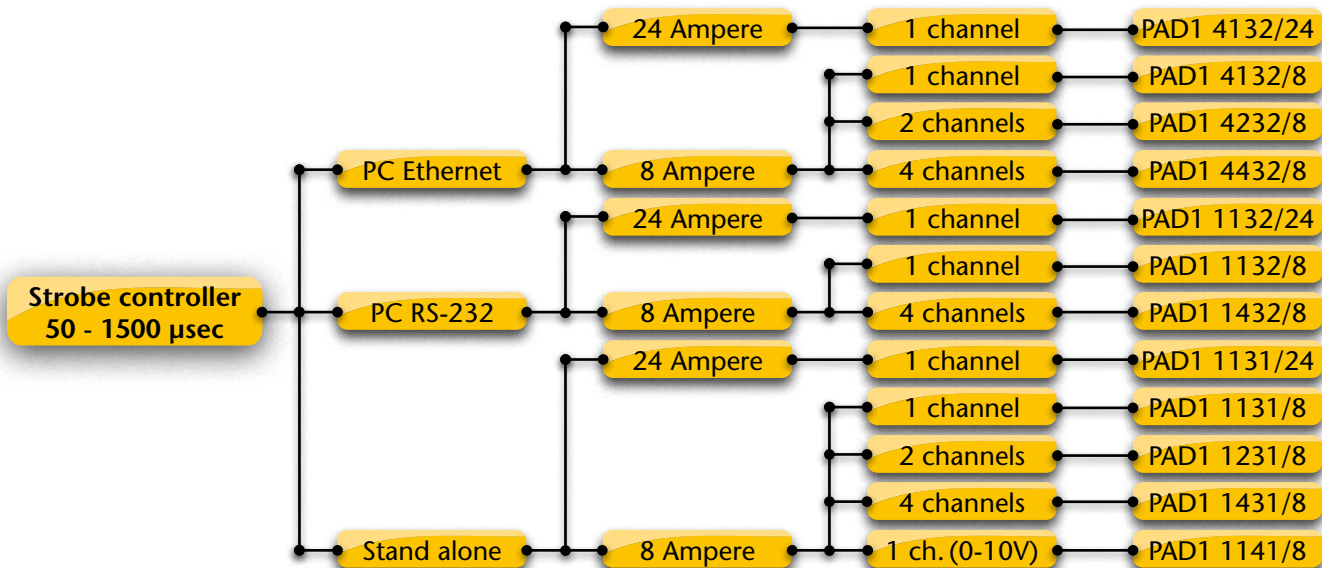 24 Ampere 1 channel PAD1 4132/24
1 channel PAD1 4132/8
2 channels PAD1 4232/8
PC Ethernet 8 Ampere 4 channels PAD1 4432/8
24 Ampere 1 channel PAD1 1132/24
1 channel PAD1 1132/8
Strobe controller
50 - 1500 µsec
PC RS-232 8 Ampere 4 channels PAD1 1432/8
24 Ampere 1 channel PAD1 1131/24
1 channel PAD1 1131/8
2 channels PAD1 1231/8
4 channels PAD1 1431/8
Stand alone 8 Ampere 1 ch. (0-10V) PAD1 1141/8